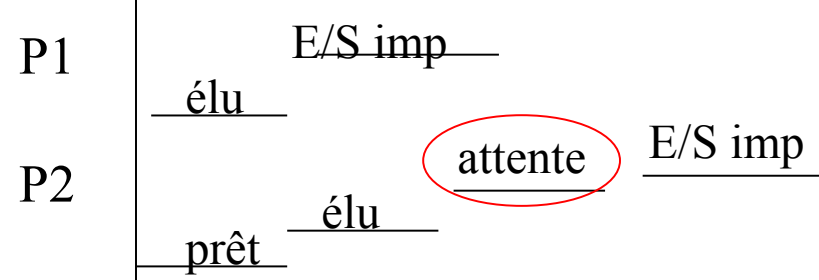 E/S imp
P1
élu
E/S imp
attente
P2
élu
prêt